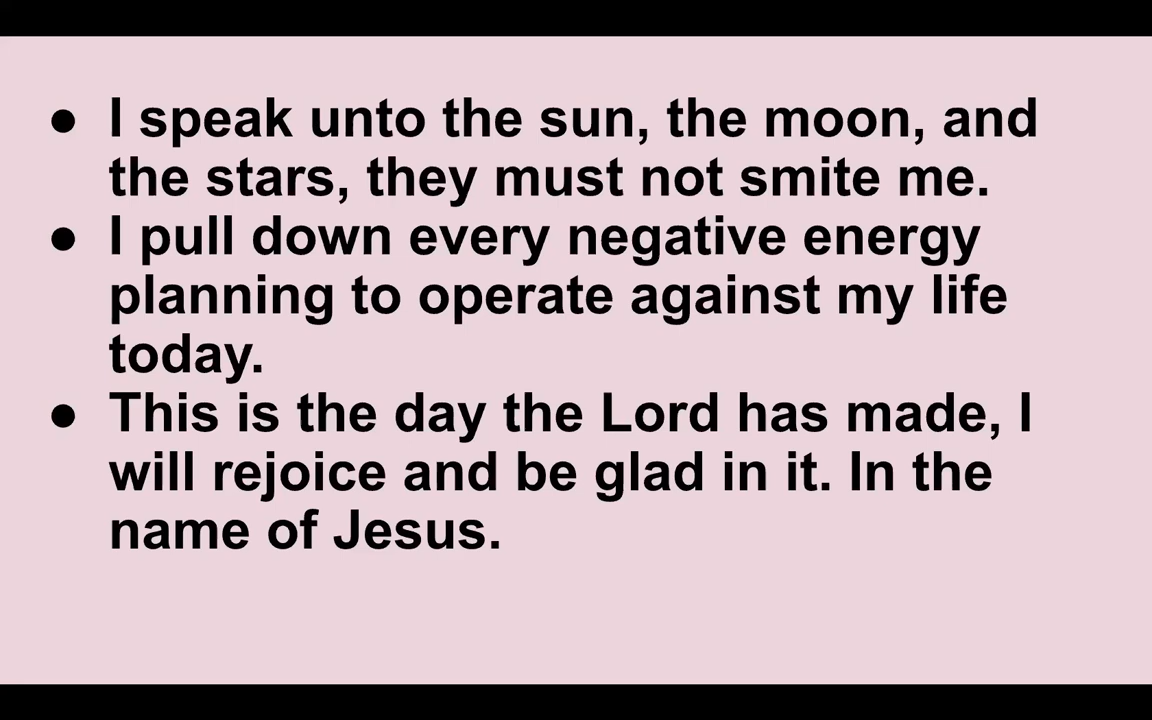 ● I speak unto the sun, the moon, and
the stars, they must not smite me.
● I pull down every negative energy
planning to operate against my life
today.
● This is the day the Lord has made, I
will rejoice and be glad in it. In the
name of Jesus.